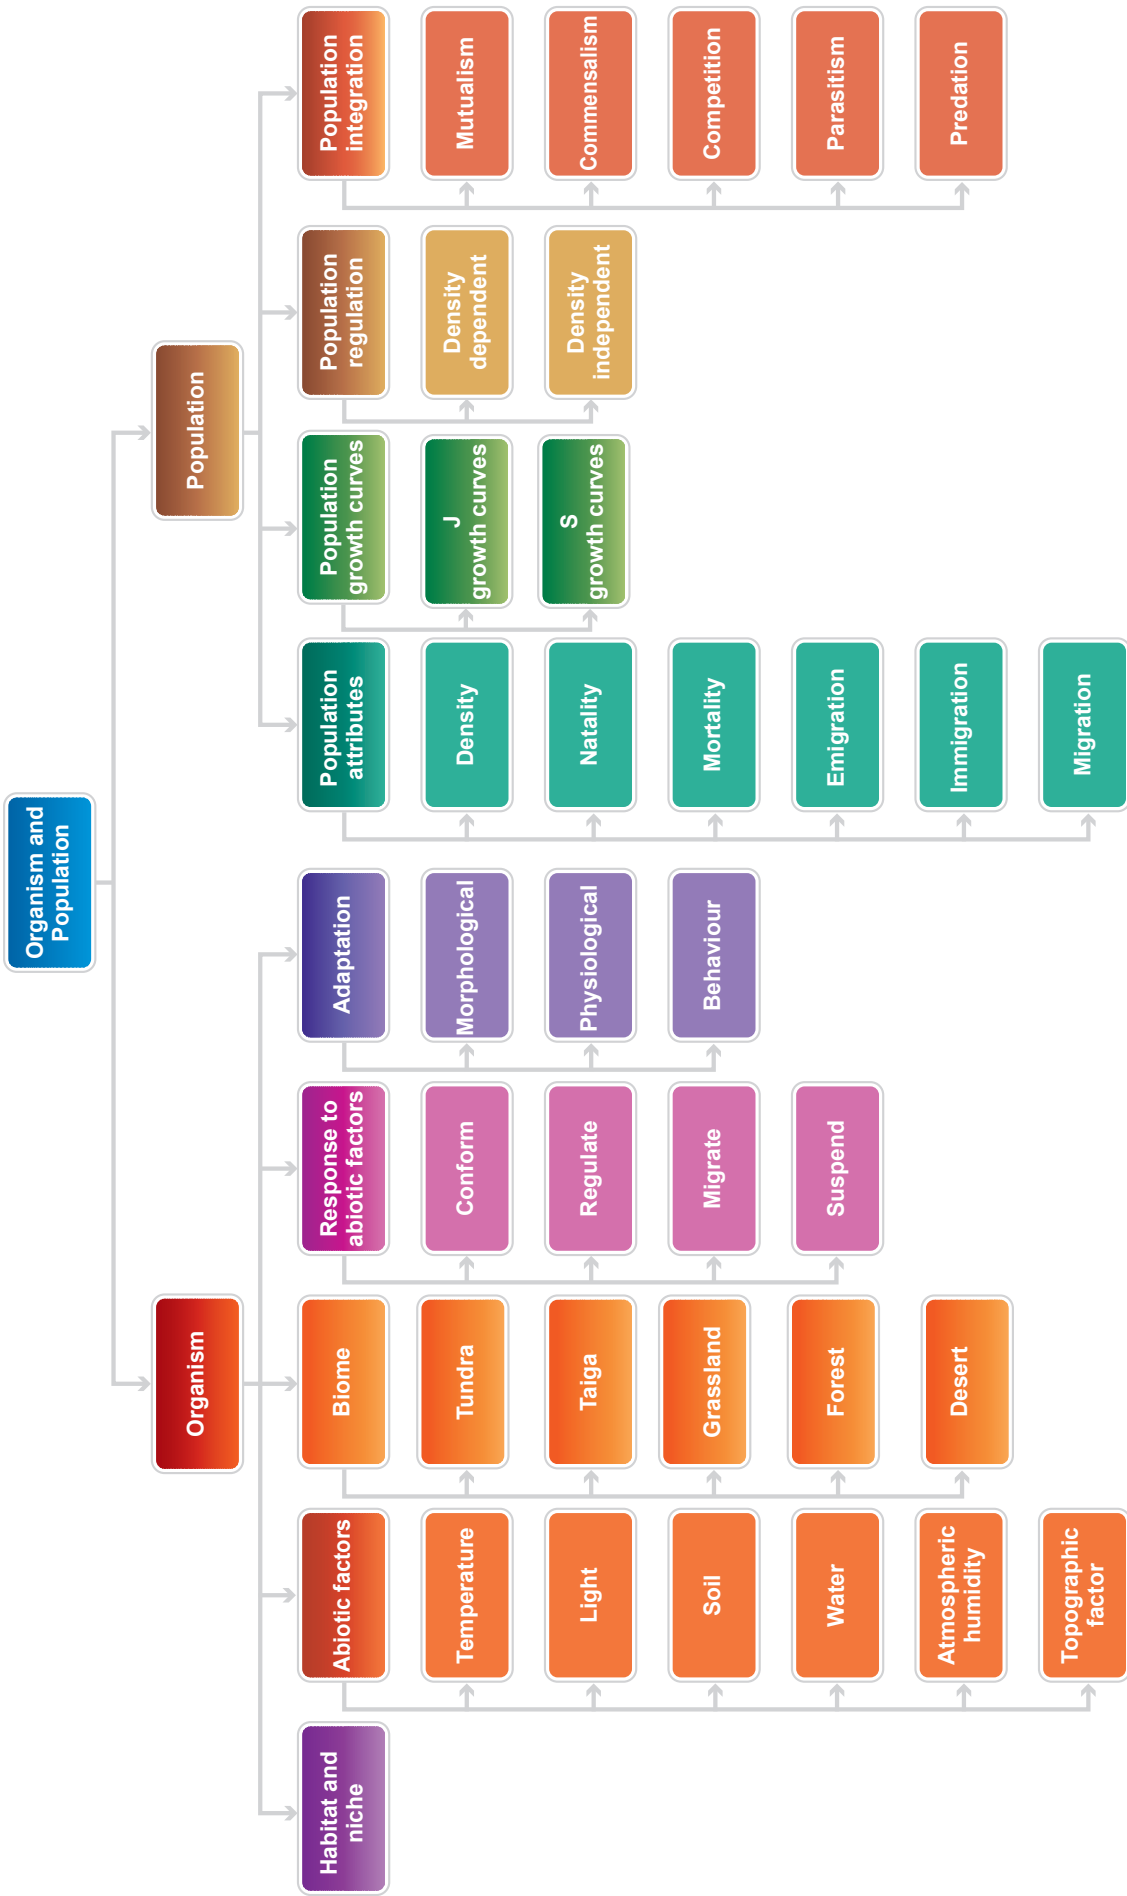 Organism and
Population
Organism
Population
Habitat and
niche
Abiotic factors
Temperature
Light
Soil
Water
Atmospheric
humidity
Topographic
factor
Biome
Tundra
Taiga
Grassland
Forest
Desert
Response to
abiotic factors
Conform
Regulate
Migrate
Suspend
Adaptation
Morphological
Physiological
Behaviour
Population
attributes
Density
Natality
Mortality
Emigration
Immigration
Migration
Population
growth curves
J
growth curves
S
growth curves
Population
regulation
Density
dependent
Density
independent
Population
integration
Mutualism
Commensalism
Competition
Parasitism
Predation